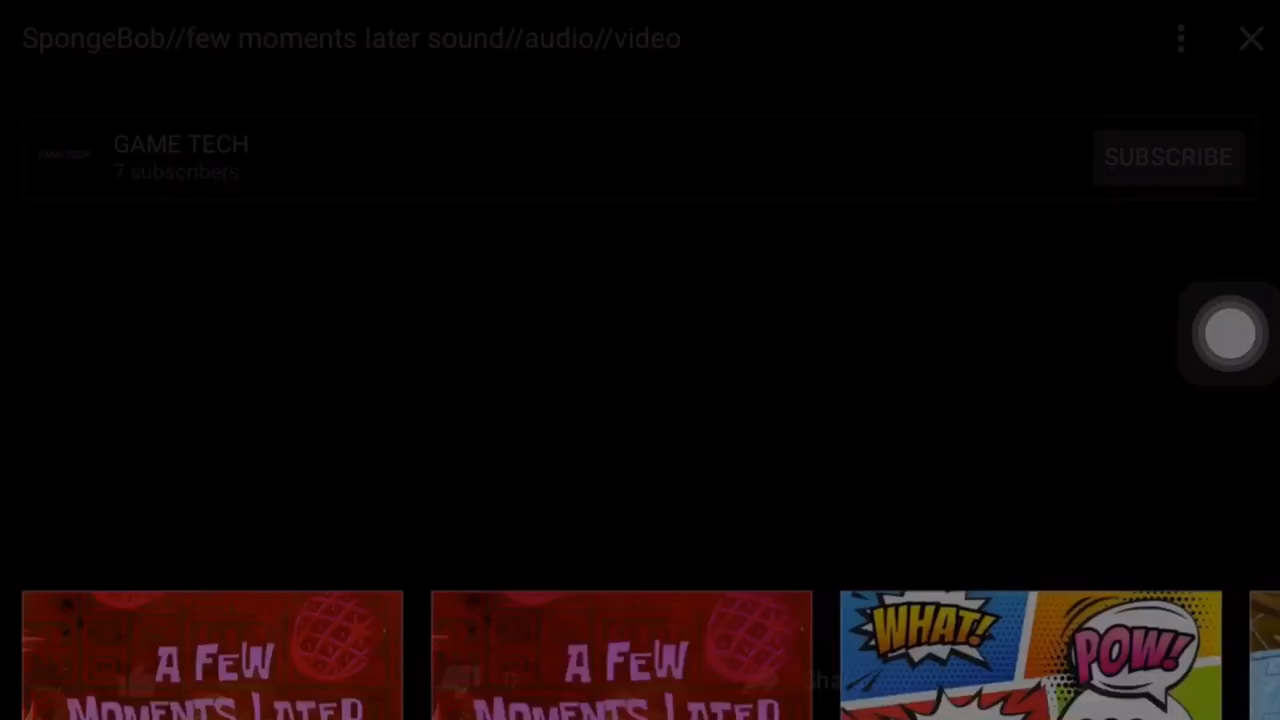 SpongeBob//few moments later sound//audio//video
GAME TECH
7 subscribers
SUBSCRIBE
A FEW
MOMENTS LATER
A FEW
MOMENTS LATER
WHAT!
POW!